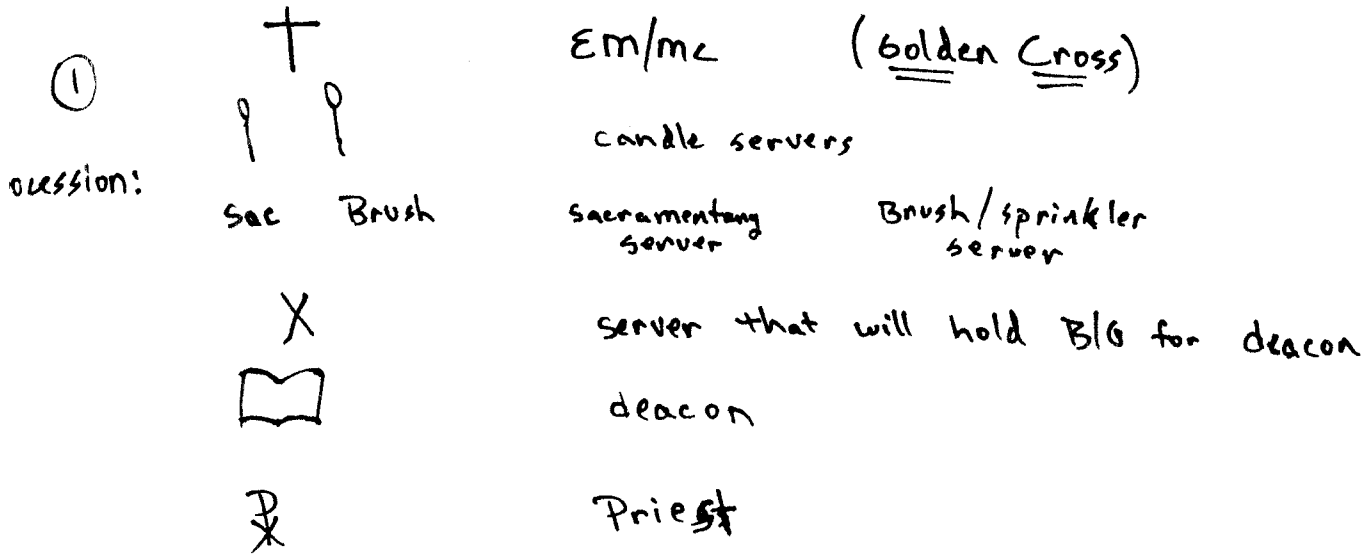 EM/MC (Golden Cross)
①
candle servers
ocession:
Sac Brush sacramentary server Brush/sprinkler server
X server that will hold B/G for deacon
deacon
Priest